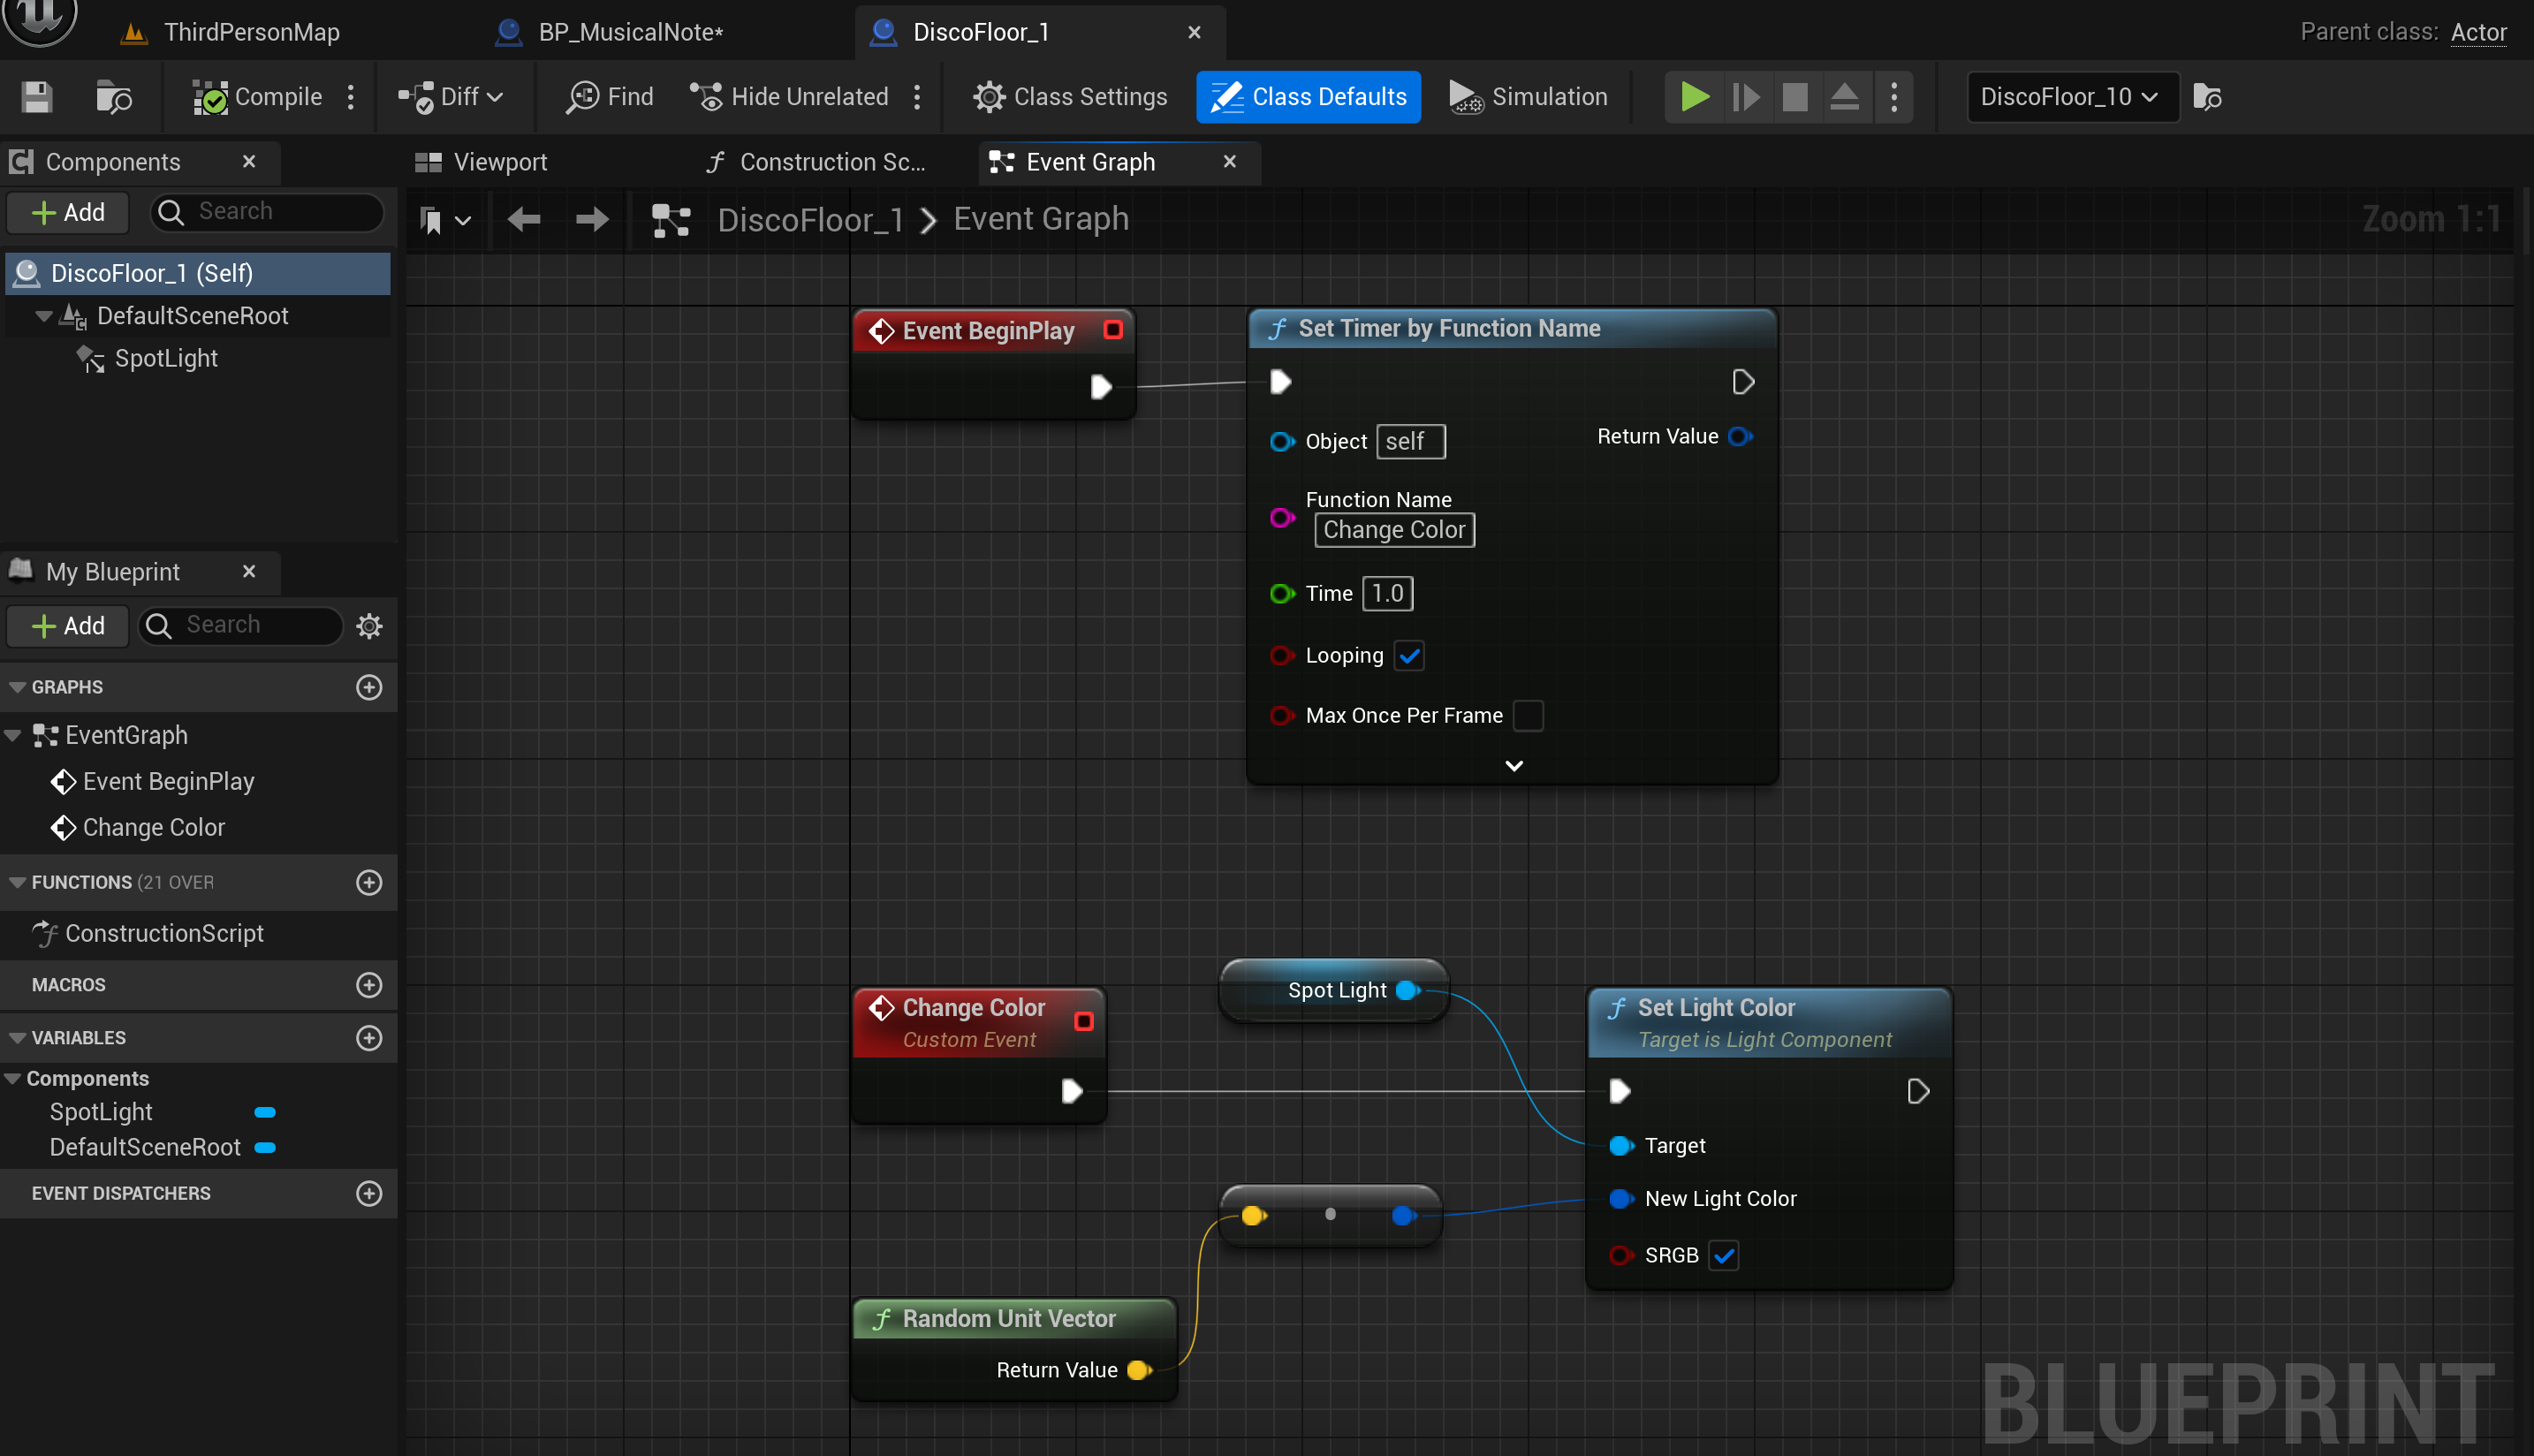 ThirdPersonMap
BP_MusicalNote*
DiscoFloor_1
Parent class: Actor
Compile
Diff
Find
Hide Unrelated
Class Settings
Class Defaults
Simulation
DiscoFloor_10
Components
Viewport
Construction Sc...
Event Graph
Add
Search
DiscoFloor_1 > Event Graph
Zoom 1:1
DiscoFloor_1 (Self)
DefaultSceneRoot
SpotLight
My Blueprint
Add
Search
GRAPHS
EventGraph
Event BeginPlay
Change Color
FUNCTIONS (21 OVER
ConstructionScript
MACROS
VARIABLES
Components
SpotLight
DefaultSceneRoot
EVENT DISPATCHERS
Event BeginPlay
Set Timer by Function Name
Object self
Return Value
Function Name
Change Color
Time 1.0
Looping
Max Once Per Frame
Change Color
Custom Event
Spot Light
Set Light Color
Target is Light Component
Target
New Light Color
SRGB
Random Unit Vector
Return Value
BLUEPRINT